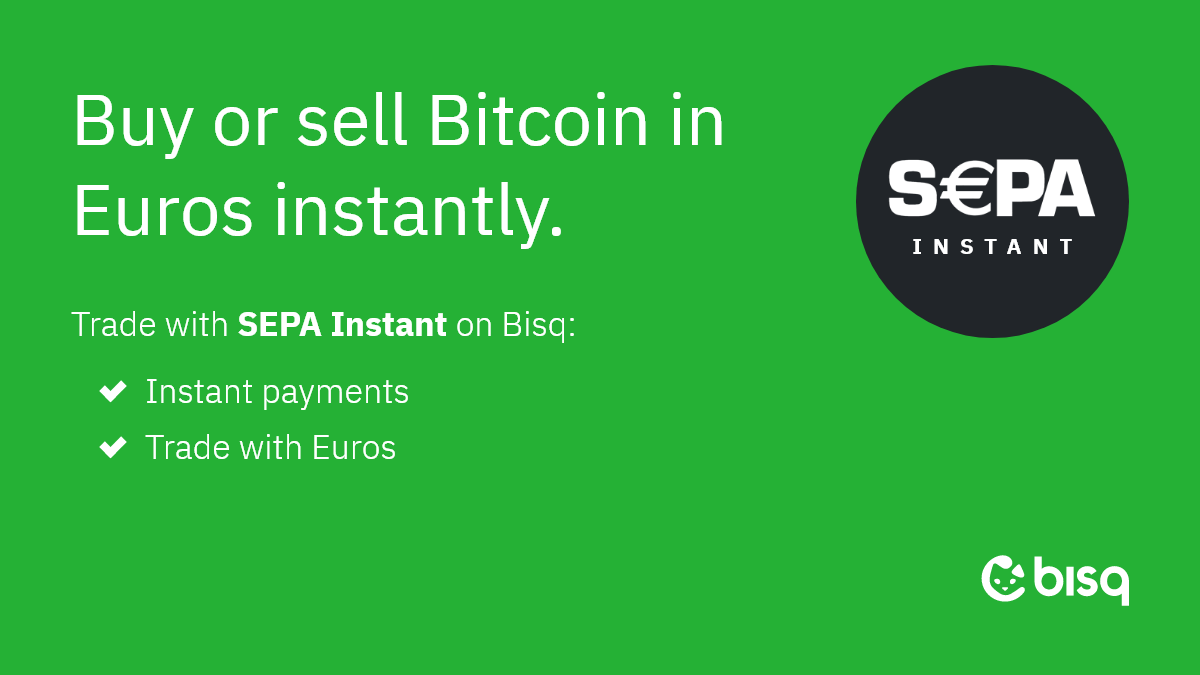 Buy or sell Bitcoin in
Euros instantly.
Trade with SEPA Instant on Bisq:
Instant payments
Trade with Euros
S€PA
INSTANT
bisq